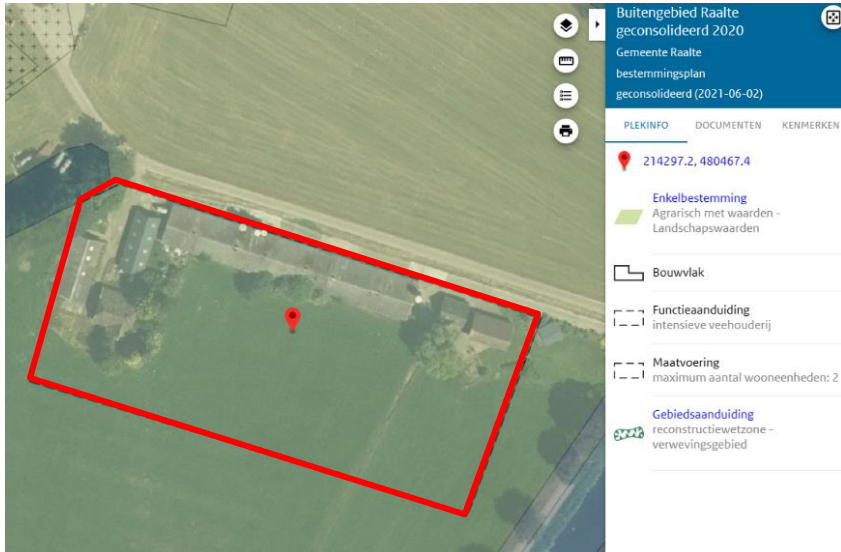 Buitengebied Raalte
geconsolideerd 2020
Gemeente Raalte
bestemmingsplan
geconsolideerd (2021-06-02)
PLEKINFO DOCUMENTEN KENMERKEN
214297.2, 480467.4
Enkelbestemming
Agrarisch met waarden -
Landschapswaarden
Bouwvlak
Functieaanduiding
intensieve veehouderij
Maatvoering
maximum aantal wooneenheden: 2
Gebiedsaanduiding
reconstructiewetzone -
verwevingsgebied